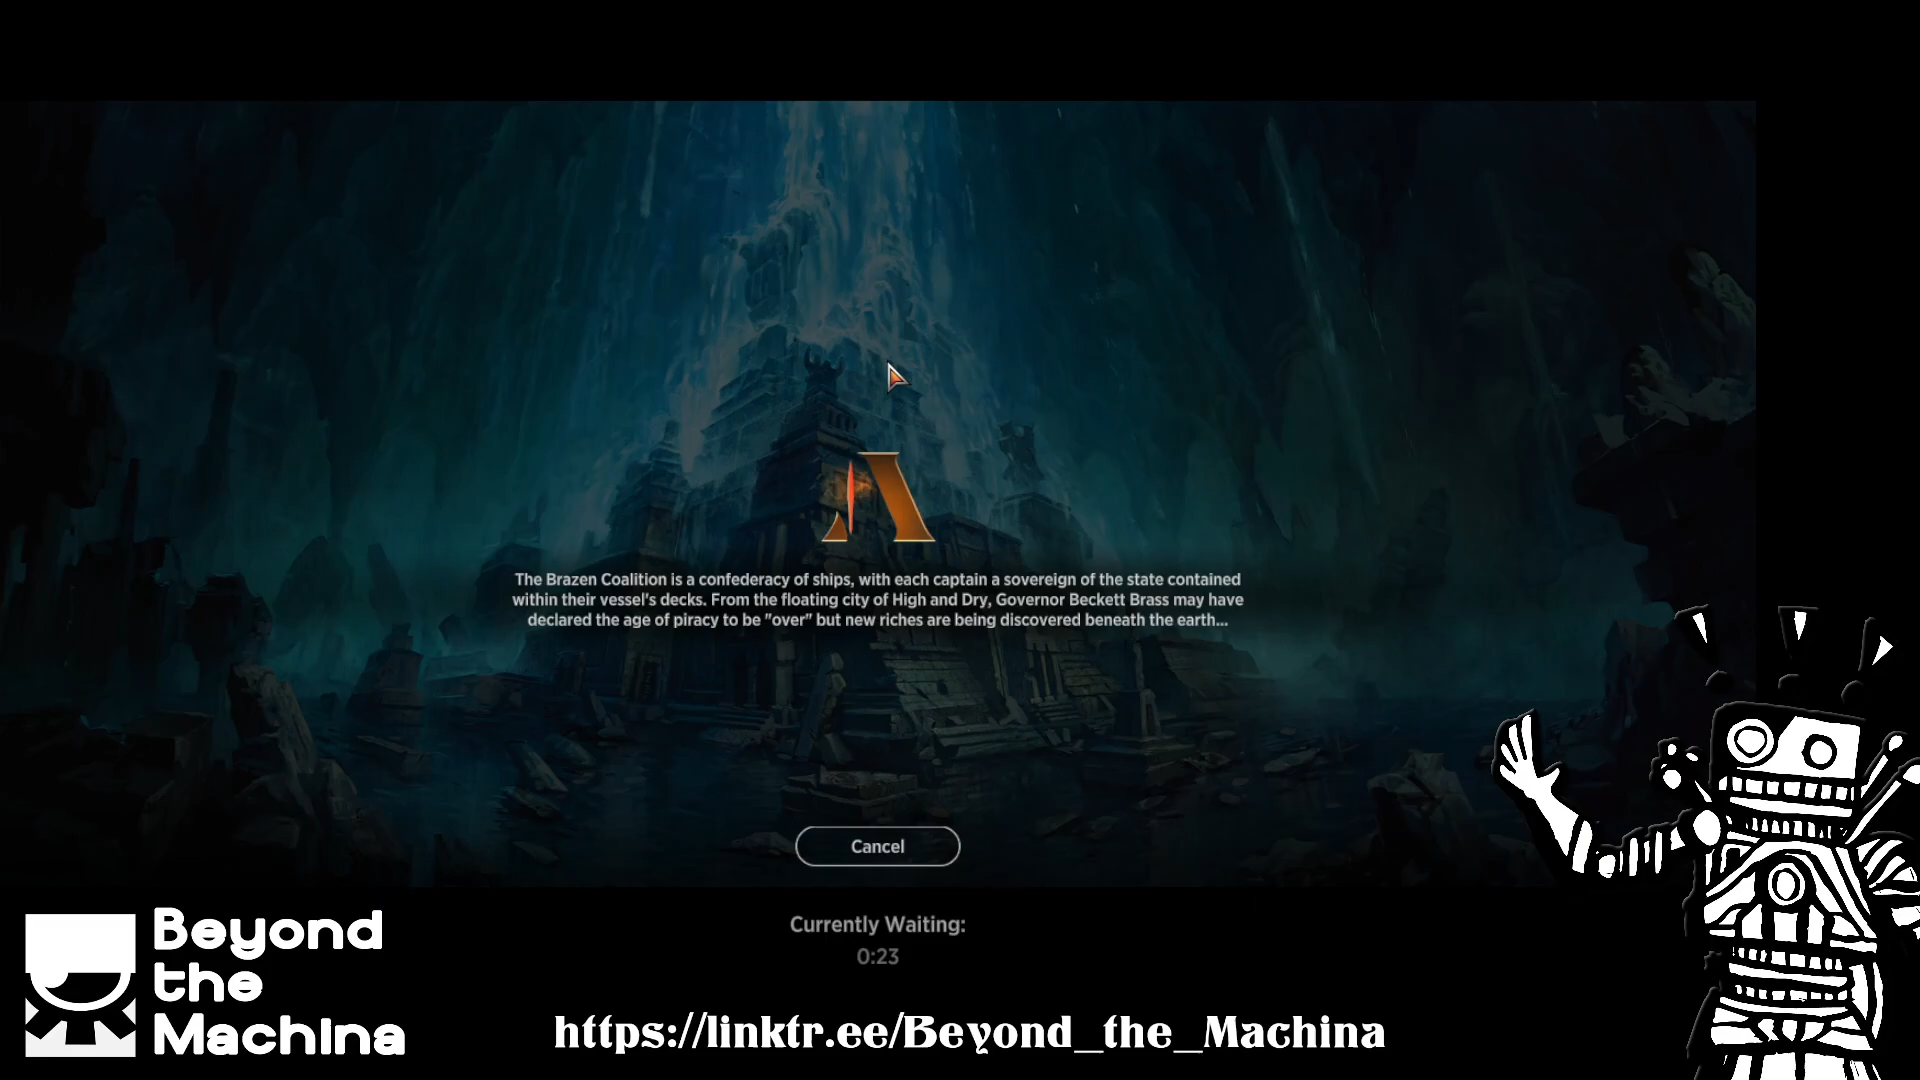 The Brazen Coalition is a confederacy of ships, with each captain a sovereign of the state contained
within their vessel's decks. From the floating city of High and Dry, Governor Beckett Brass may have
declared the age of piracy to be "over" but new riches are being discovered beneath the earth...
Cancel
Currently Waiting:
0:23
Beyond
the
Machina
https://linktr.ee/Beyond_the_Machina